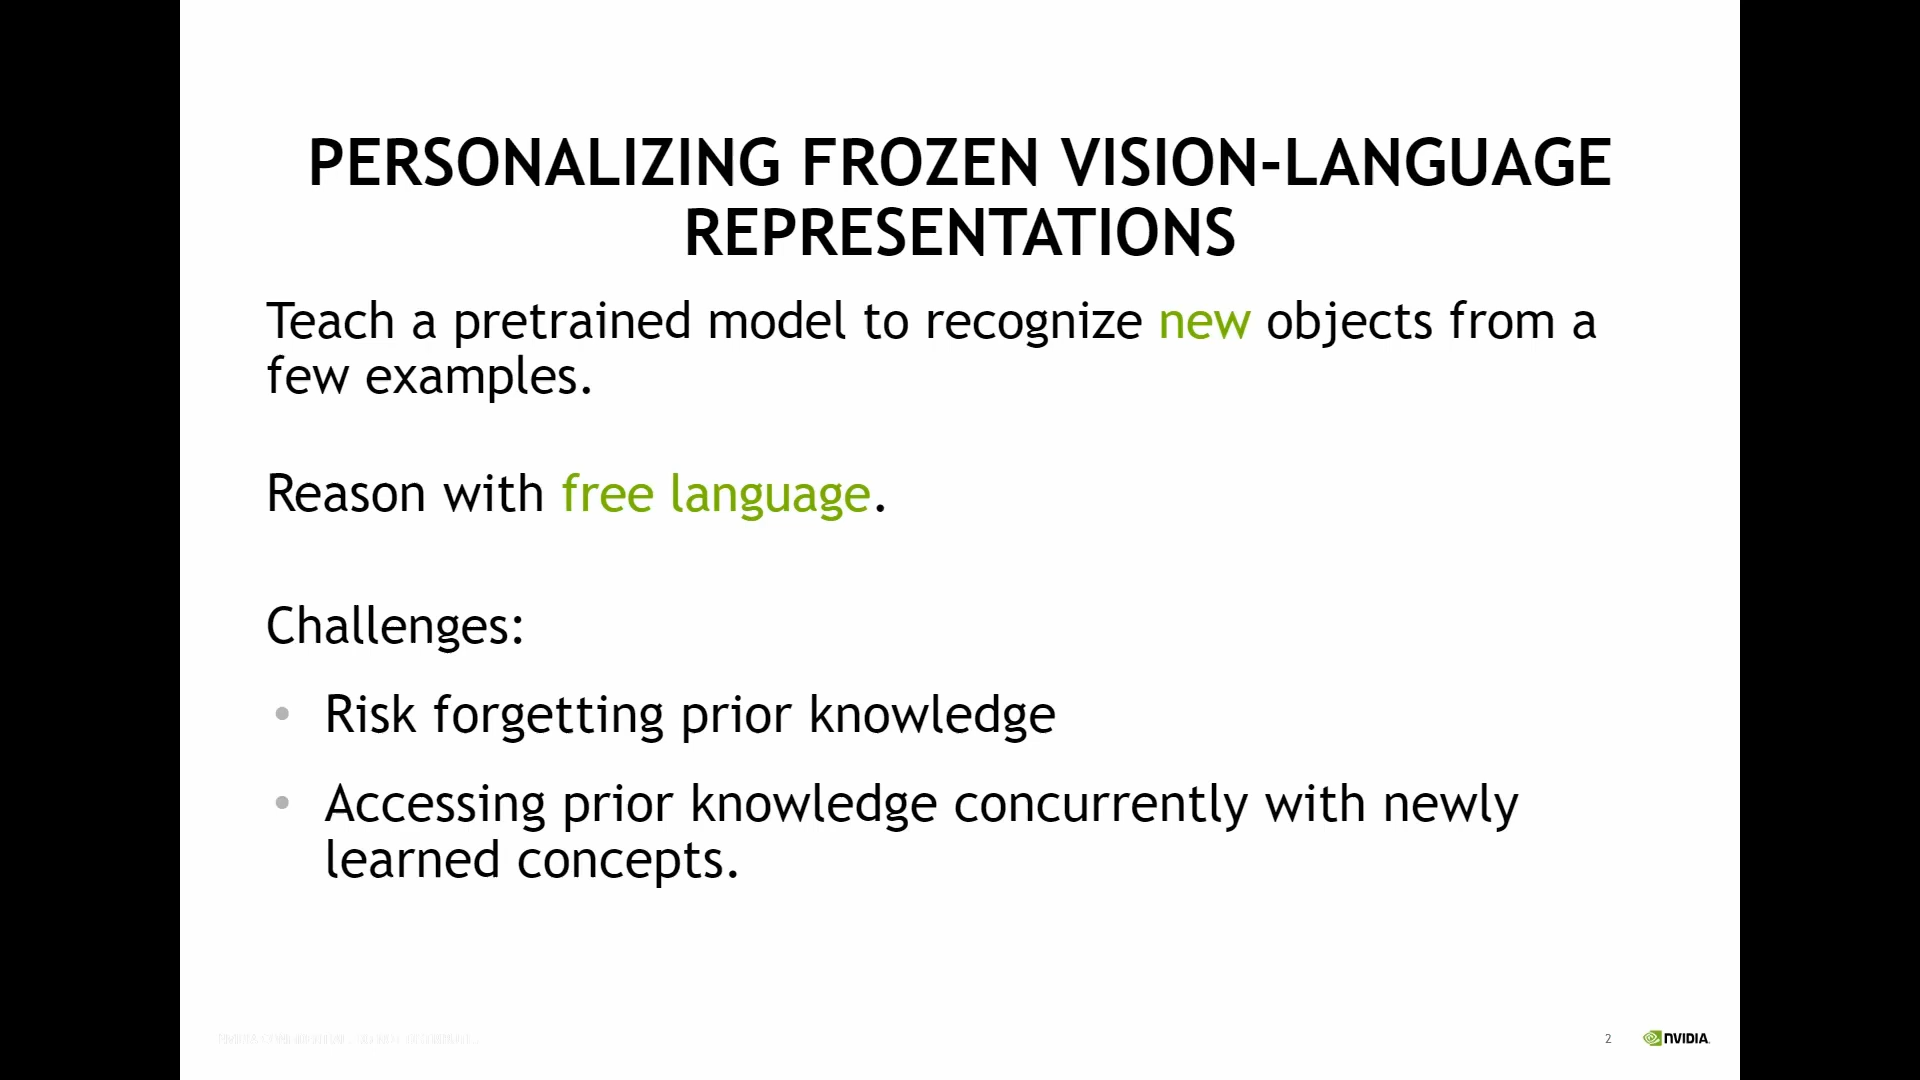 PERSONALIZING FROZEN VISION-LANGUAGE
REPRESENTATIONS
Teach a pretrained model to recognize new objects from a
few examples.
Reason with free language.
Challenges:
• Risk forgetting prior knowledge
• Accessing prior knowledge concurrently with newly
learned concepts.
2
NVIDIA